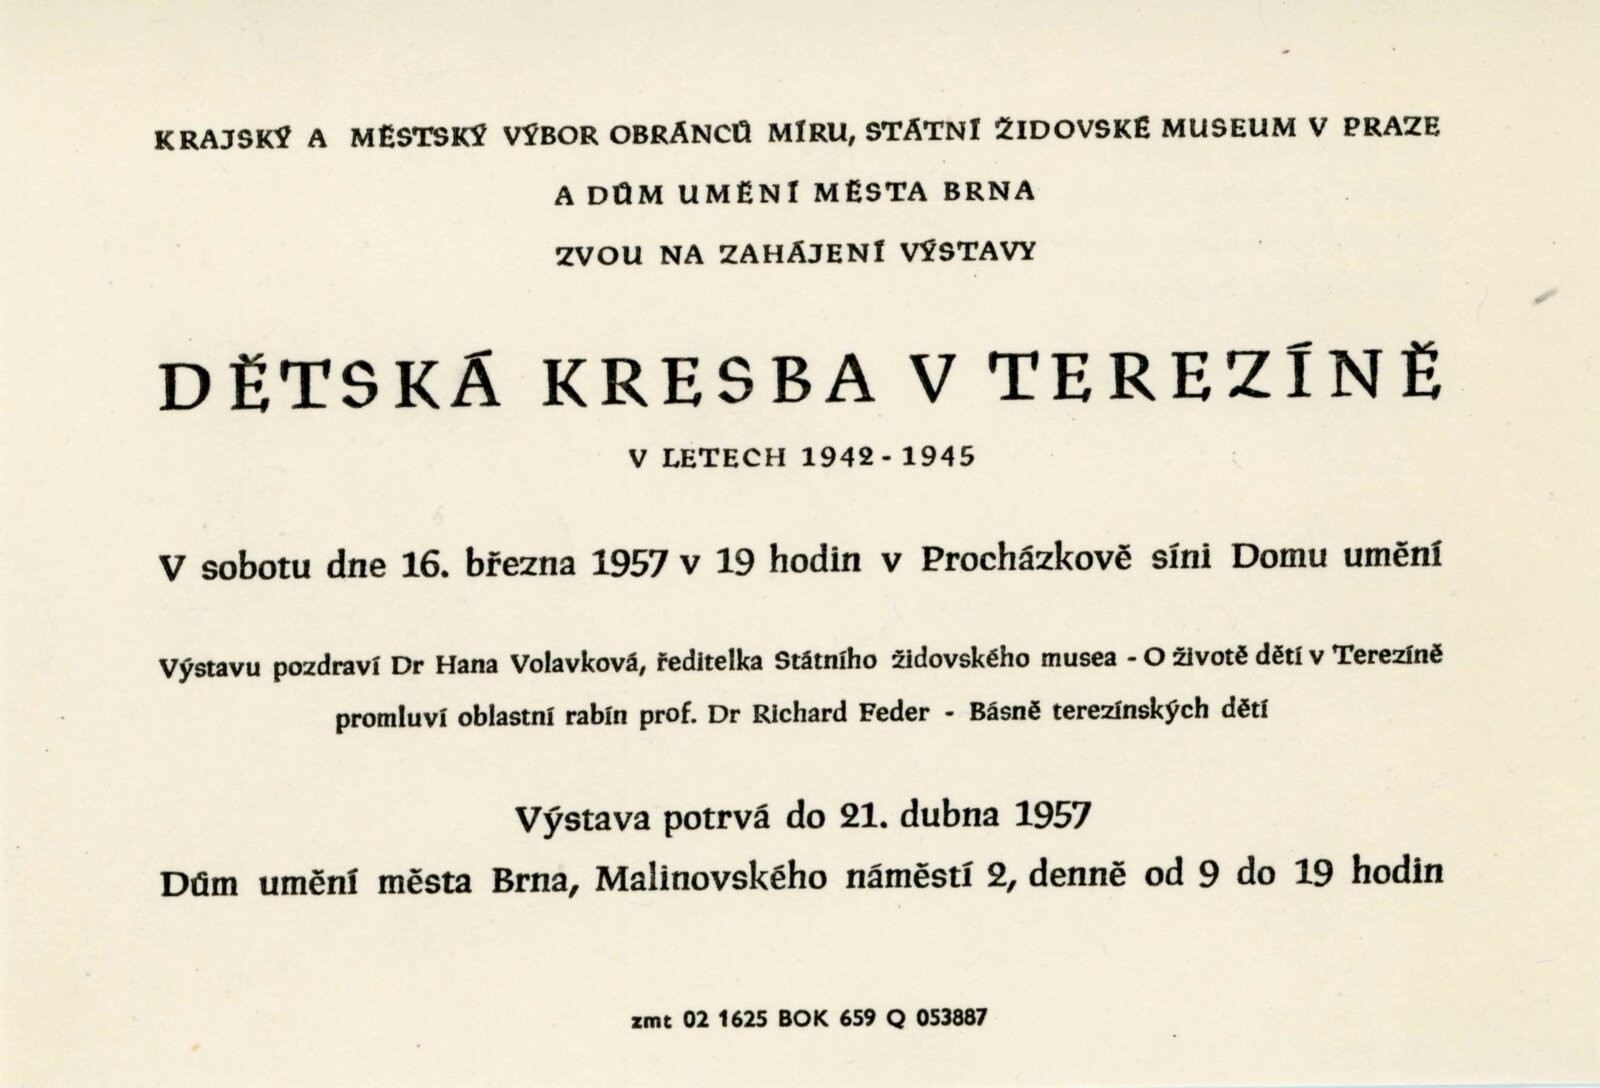 KRAJSKÝ A MĚSTSKÝ VÝBOR OBRÁNCŮ MÍRU, STÁTNÍ ŽIDOVSKÉ MUSEUM V PRAZE
A DŮM UMĚNÍ MĚSTA BRNA
ZVOU NA ZAHÁJENÍ VÝSTAVY
DĚTSKÁ KRESBA V TEREZÍNĚ
V LETECH 1942 - 1945
V sobotu dne 16. března 1957 v 19 hodin v Procházkově síni Domu umění
Výstavu pozdraví Dr Hana Volavková, ředitelka Státního židovského musea - O životě dětí v Terezíně
promluví oblastní rabín prof. Dr Richard Feder - Básně terezínských dětí
Výstava potrvá do 21. dubna 1957
Dům umění města Brna, Malinovského náměstí 2, denně od 9 do 19 hodin
zmt 02 1625 BOK 659 Q 053887